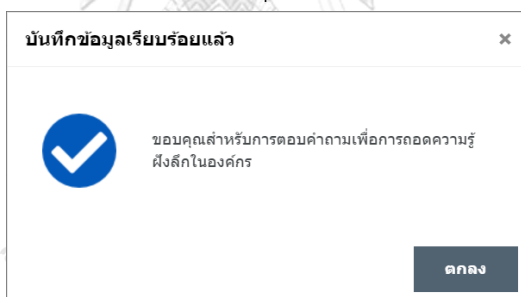 บันทึกข้อมูลเรียบร้อยแล้ว
×
ขอบคุณสำหรับการตอบคำถามเพื่อการถอดความรู้
ฝังลึกในองค์กร
ตกลง